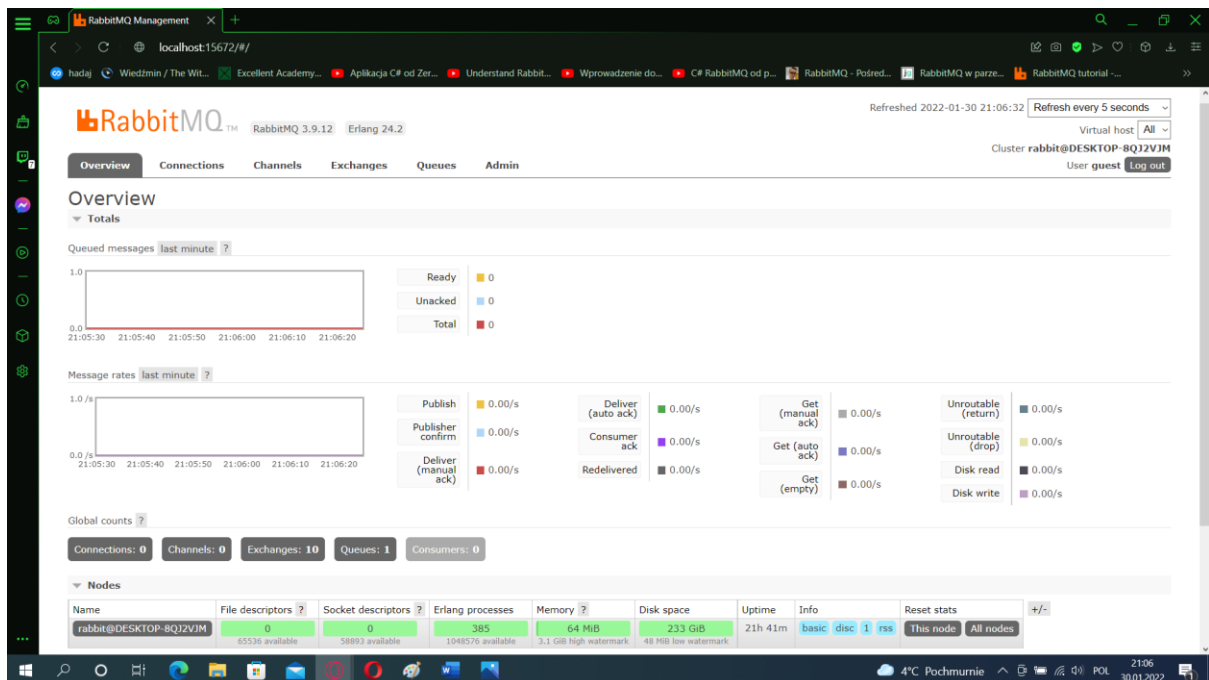 RabbitMQ Management
localhost:15672/#/
hadaj Wiedźmin / The Wit... Excellent Academy... Aplikacja C# od Zer... Understand Rabbit... Wprowadzenie do... C# RabbitMQ od p... RabbitMQ - Pośred... RabbitMQ w parze... RabbitMQ tutorial -...
Refreshed 2022-01-30 21:06:32 Refresh every 5 seconds
RabbitMQ TM RabbitMQ 3.9.12 Erlang 24.2
Virtual host All
Cluster rabbit@DESKTOP-8QJ2VJM
User guest Log out
Overview Connections Channels Exchanges Queues Admin
Overview
Totals
Queued messages last minute ?
1.0
0.0
21:05:30 21:05:40 21:05:50 21:06:00 21:06:10 21:06:20
Ready 0
Unacked 0
Total 0
Message rates last minute ?
1.0 /s
0.0 /s
21:05:30 21:05:40 21:05:50 21:06:00 21:06:10 21:06:20
Publish 0.00/s
Publisher
confirm 0.00/s
Deliver
(manual 0.00/s
ack)
Deliver
(auto ack) 0.00/s
Consumer
ack 0.00/s
Redelivered 0.00/s
Get
(manual 0.00/s
ack)
Get (auto
ack) 0.00/s
Get
(empty) 0.00/s
Unroutable
(return) 0.00/s
Unroutable
(drop) 0.00/s
Disk read 0.00/s
Disk write 0.00/s
Global counts ?
Connections: 0 Channels: 0 Exchanges: 10 Queues: 1 Consumers: 0
Nodes
Name File descriptors ? Socket descriptors ? Erlang processes Memory ? Disk space Uptime Info Reset stats +/-
rabbit@DESKTOP-8QJ2VJM 0 0 385 64 MiB 233 GiB 21h 41m basic disc 1 rss This node All nodes
65536 available 58893 available 1048576 available 3.1 GiB high watermark 48 MiB low watermark
4°C Pochmurnie POL 21:06
30.01.2022